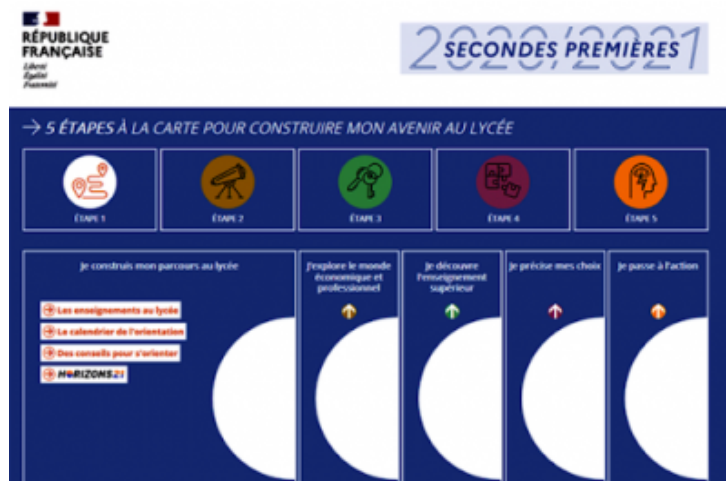 RÉPUBLIQUE
FRANÇAISE
Liberté
Égalité
Fraternité
2020/2021
SECONDES PREMIÈRES
→ 5 ÉTAPES À LA CARTE POUR CONSTRUIRE MON AVENIR AU LYCÉE
ÉTAPE 1
ÉTAPE 2
ÉTAPE 3
ÉTAPE 4
ÉTAPE 5
Je construis mon parcours au lycée
Les enseignements au lycée
Le calendrier de l'orientation
Des conseils pour s'orienter
HORIZONS21
J'explore le monde
économique et
professionnel
Je découvre
l'enseignement
supérieur
Je précise mes choix
Je passe à l'action